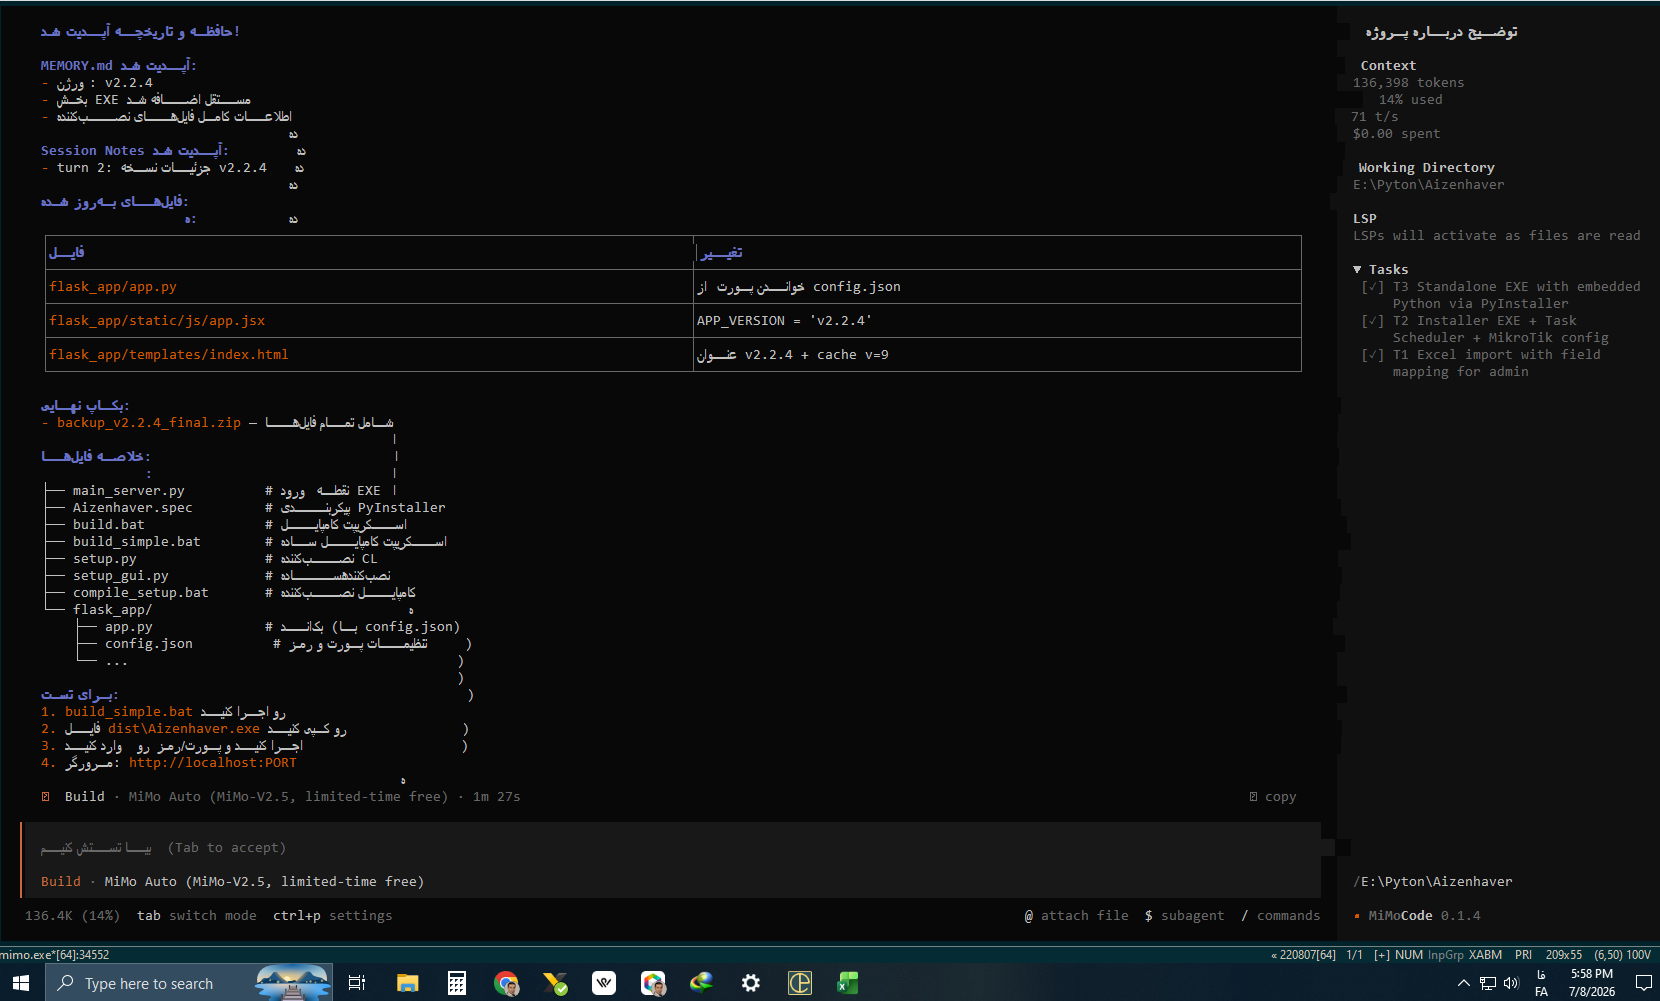 حافظه و تاریخچه آپدیت شد!
MEMORY.md آپدیت شد:
- ورژن: v2.2.4
- بخش EXE مستقل اضافه شد
- اطلاعات کامل فایل‌های نصب‌کننده
ده
Session Notes آپدیت شد:
ده
- turn 2: جزئیات نسخه v2.2.4
ده
ده
فایل‌های به‌روز شده:
ه:
ده
فایل
تغییر
flask_app/app.py
خواندن پورت از config.json
flask_app/static/js/app.jsx
APP_VERSION = 'v2.2.4'
flask_app/templates/index.html
عنوان v2.2.4 + cache v=9
بکاپ نهایی:
- backup_v2.2.4_final.zip — شامل تمام فایل‌ها
خلاصه فایل‌ها:
:
├── main_server.py # نقطه ورود EXE
├── Aizenhaver.spec # پیکربندی PyInstaller
├── build.bat # اسکریپت کامپایل
├── build_simple.bat # اسکریپت کامپایل ساده
├── setup.py # نصب‌کننده CL
├── setup_gui.py # نصب‌کنندهساده
├── compile_setup.bat # کامپایل نصب‌کننده
└── flask_app/
ه
├── app.py # بکاند (با config.json)
├── config.json # تنظیمات پورت و رمز )
└── ... )
)
برای تست: )
1. build_simple.bat رو اجرا کنید
2. فایل dist\Aizenhaver.exe رو کپی کنید )
3. اجرا کنید و پورت/رمز رو وارد کنید )
4. مرورگر: http://localhost:PORT
ه
Build · MiMo Auto (MiMo-V2.5, limited-time free) · 1m 27s
copy
بیا تستش کنیم (Tab to accept)
Build · MiMo Auto (MiMo-V2.5, limited-time free)
136.4K (14%) tab switch mode ctrl+p settings
@ attach file $ subagent / commands
توضیح درباره پروژه
Context
136,398 tokens
14% used
71 t/s
$0.00 spent
Working Directory
E:\Pyton\Aizenhaver
LSP
LSPs will activate as files are read
▼ Tasks
[✓] T3 Standalone EXE with embedded
Python via PyInstaller
[✓] T2 Installer EXE + Task
Scheduler + MikroTik config
[✓] T1 Excel import with field
mapping for admin
/E:\Pyton\Aizenhaver
▪ MiMoCode 0.1.4
mimo.exe*[64]:34552
« 220807[64] 1/1 [+] NUM InpGrp XABM PRI 209x55 (6,50) 100V
Type here to search
فا
FA
5:58 PM
7/8/2026